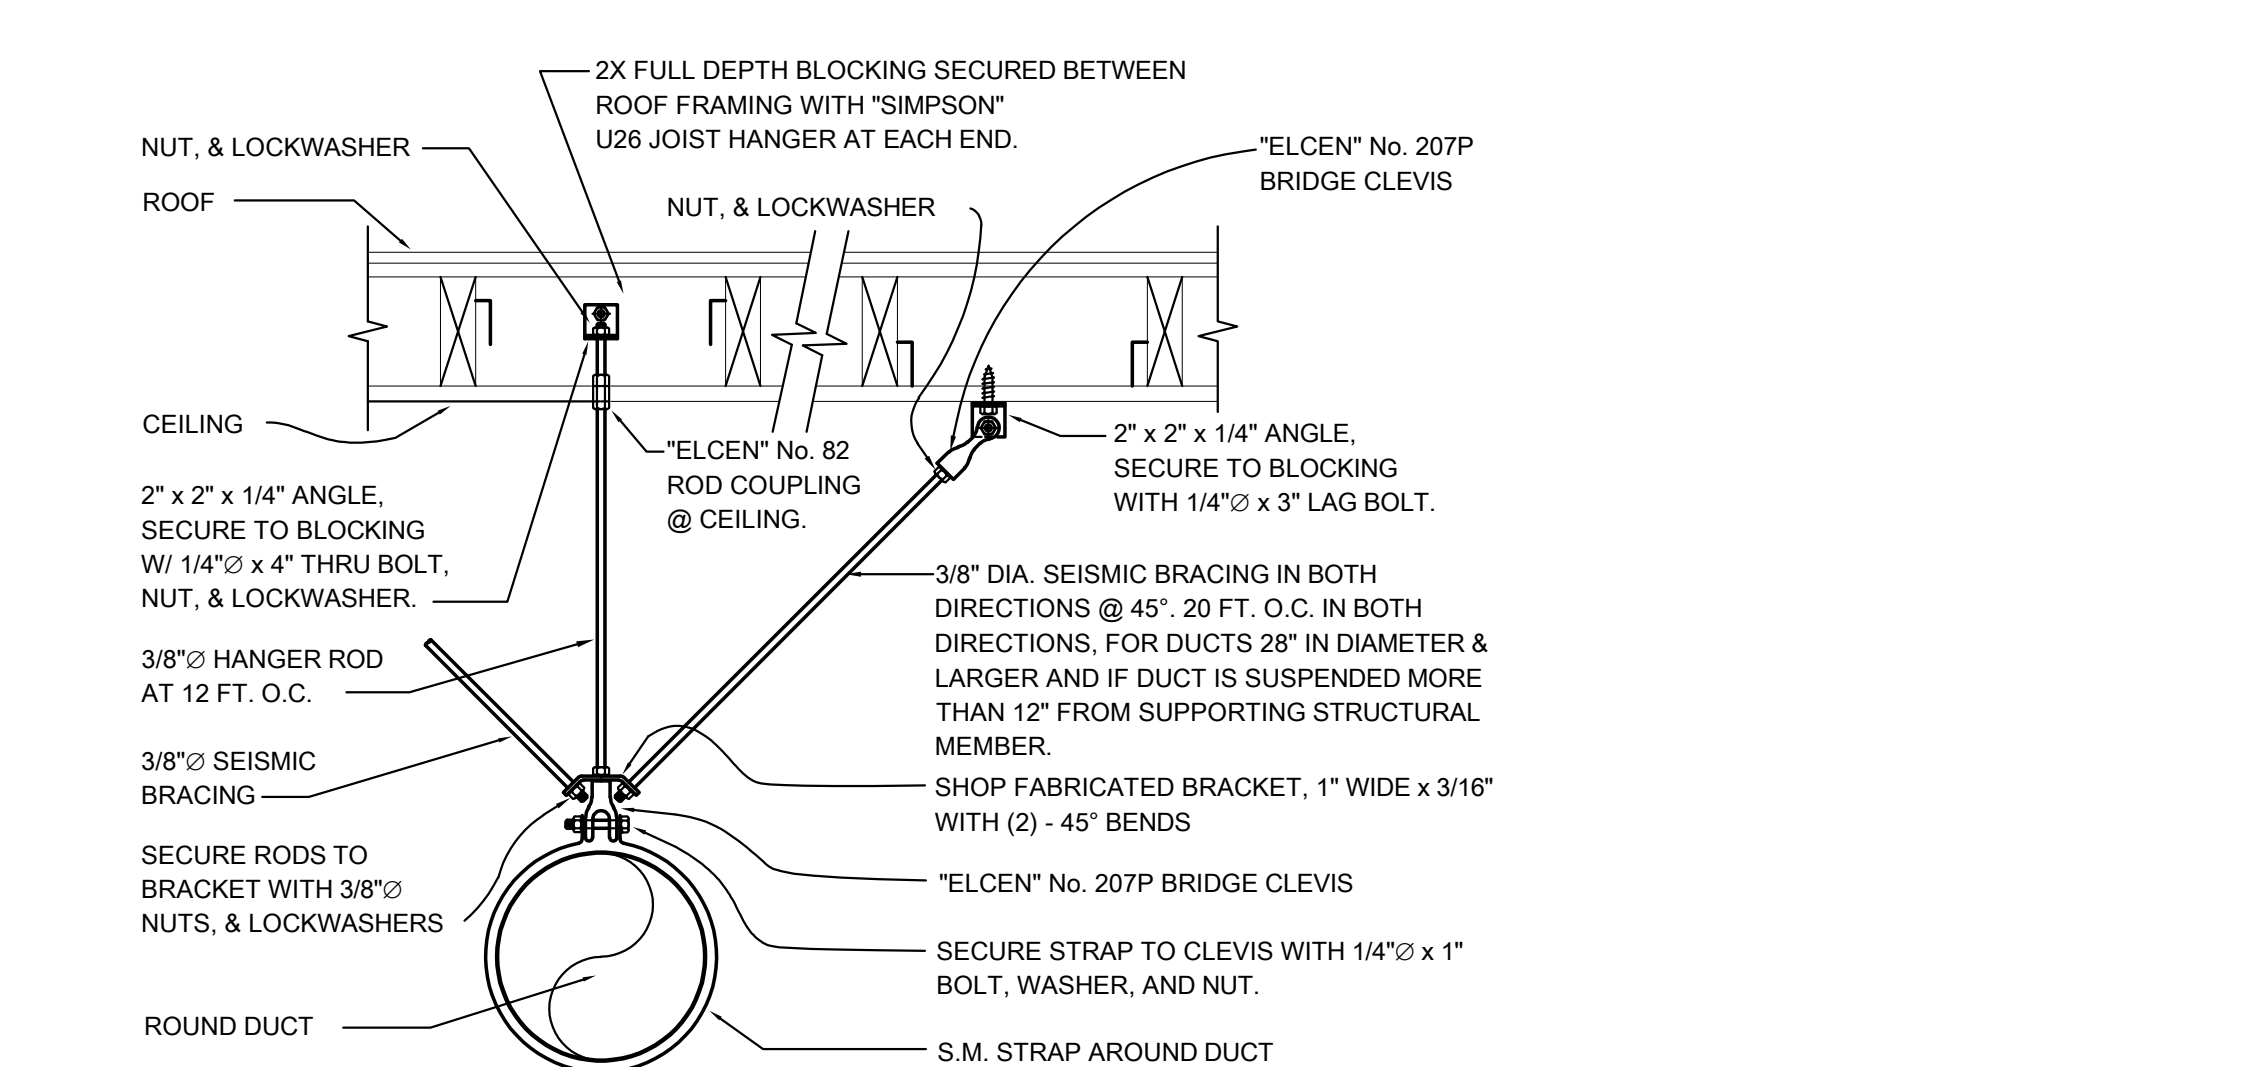 2X FULL DEPTH BLOCKING SECURED BETWEEN
ROOF FRAMING WITH "SIMPSON"
U26 JOIST HANGER AT EACH END.
NUT, & LOCKWASHER
ROOF
NUT, & LOCKWASHER
"ELCEN" No. 207P
BRIDGE CLEVIS
CEILING
"ELCEN" No. 82
ROD COUPLING
@ CEILING.
2" x 2" x 1/4" ANGLE,
SECURE TO BLOCKING
WITH 1/4"∅ x 3" LAG BOLT.
2" x 2" x 1/4" ANGLE,
SECURE TO BLOCKING
W/ 1/4"∅ x 4" THRU BOLT,
NUT, & LOCKWASHER.
3/8" DIA. SEISMIC BRACING IN BOTH
DIRECTIONS @ 45°. 20 FT. O.C. IN BOTH
DIRECTIONS, FOR DUCTS 28" IN DIAMETER &
LARGER AND IF DUCT IS SUSPENDED MORE
THAN 12" FROM SUPPORTING STRUCTURAL
MEMBER.
3/8"∅ HANGER ROD
AT 12 FT. O.C.
3/8"∅ SEISMIC
BRACING
SHOP FABRICATED BRACKET, 1" WIDE x 3/16"
WITH (2) - 45° BENDS
SECURE RODS TO
BRACKET WITH 3/8"∅
NUTS, & LOCKWASHERS
"ELCEN" No. 207P BRIDGE CLEVIS
SECURE STRAP TO CLEVIS WITH 1/4"∅ x 1"
BOLT, WASHER, AND NUT.
ROUND DUCT
S.M. STRAP AROUND DUCT